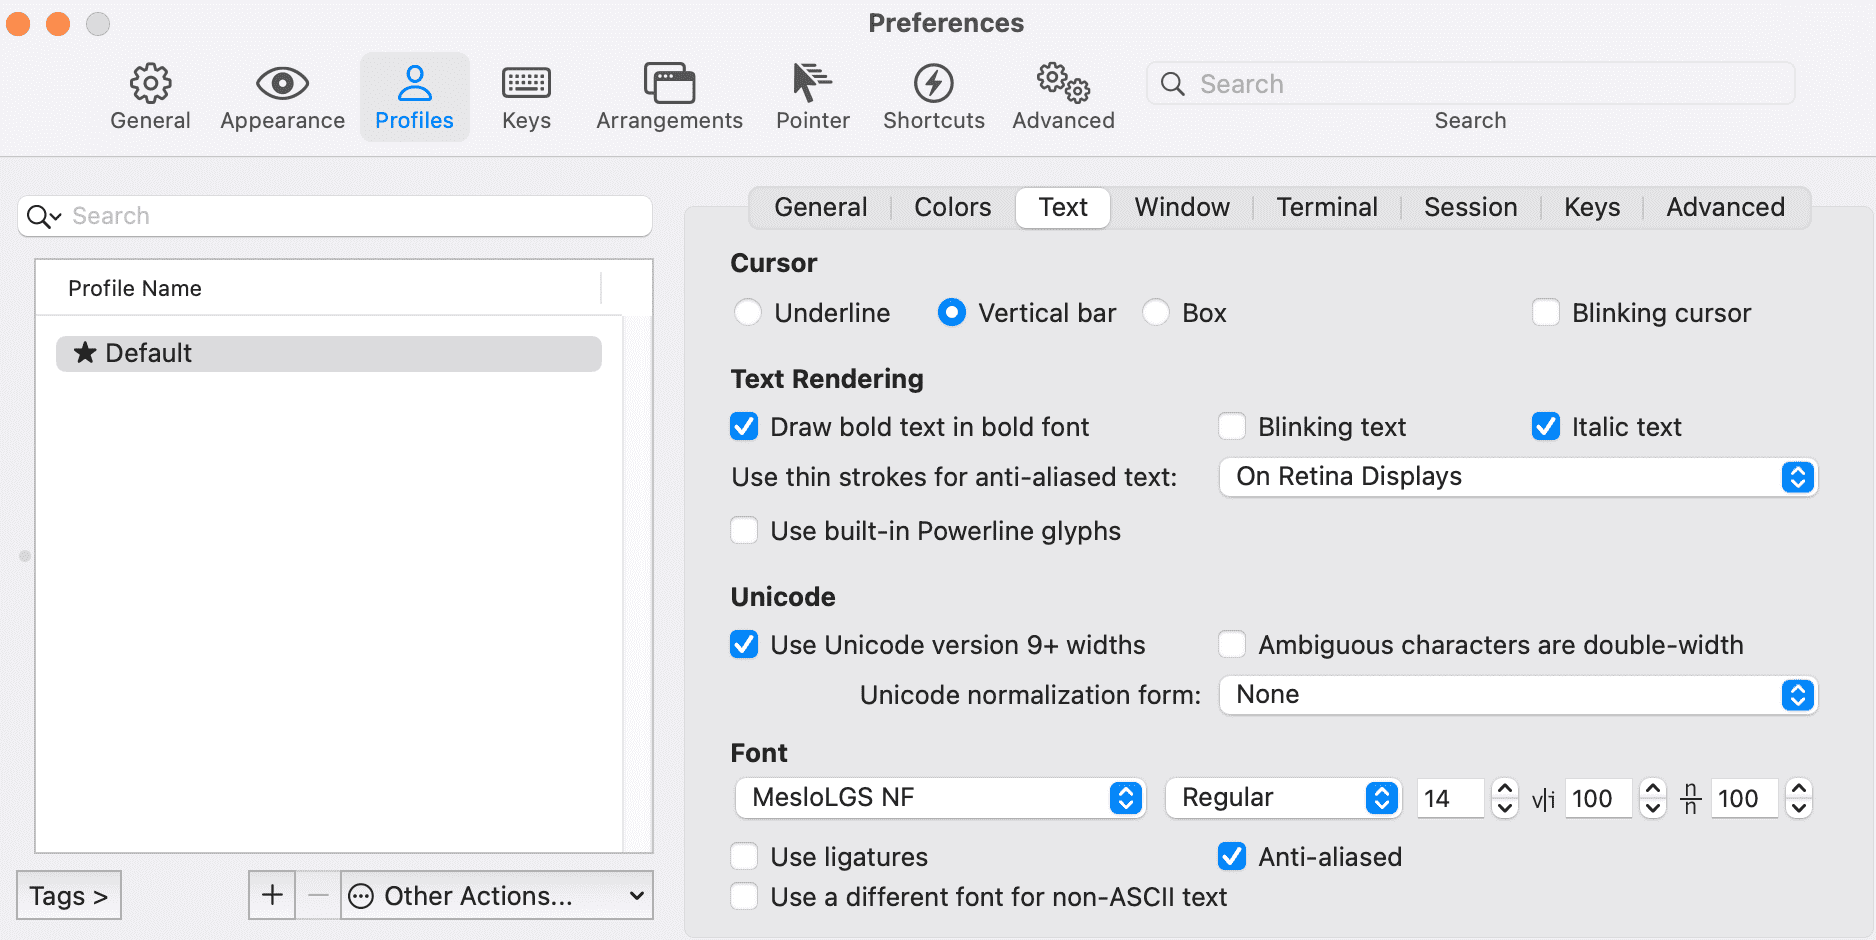 Preferences
General
Appearance
Profiles
Keys
Arrangements
Pointer
Shortcuts
Advanced
Search
Search
Search
Profile Name
Default
Tags >
+
−
Other Actions...
General
Colors
Text
Window
Terminal
Session
Keys
Advanced
Cursor
Underline
Vertical bar
Box
Blinking cursor
Text Rendering
Draw bold text in bold font
Blinking text
Italic text
Use thin strokes for anti-aliased text:
On Retina Displays
Use built-in Powerline glyphs
Unicode
Use Unicode version 9+ widths
Ambiguous characters are double-width
Unicode normalization form:
None
Font
MesloLGS NF
Regular
14
v|i
100
n
n
100
Use ligatures
Anti-aliased
Use a different font for non-ASCII text